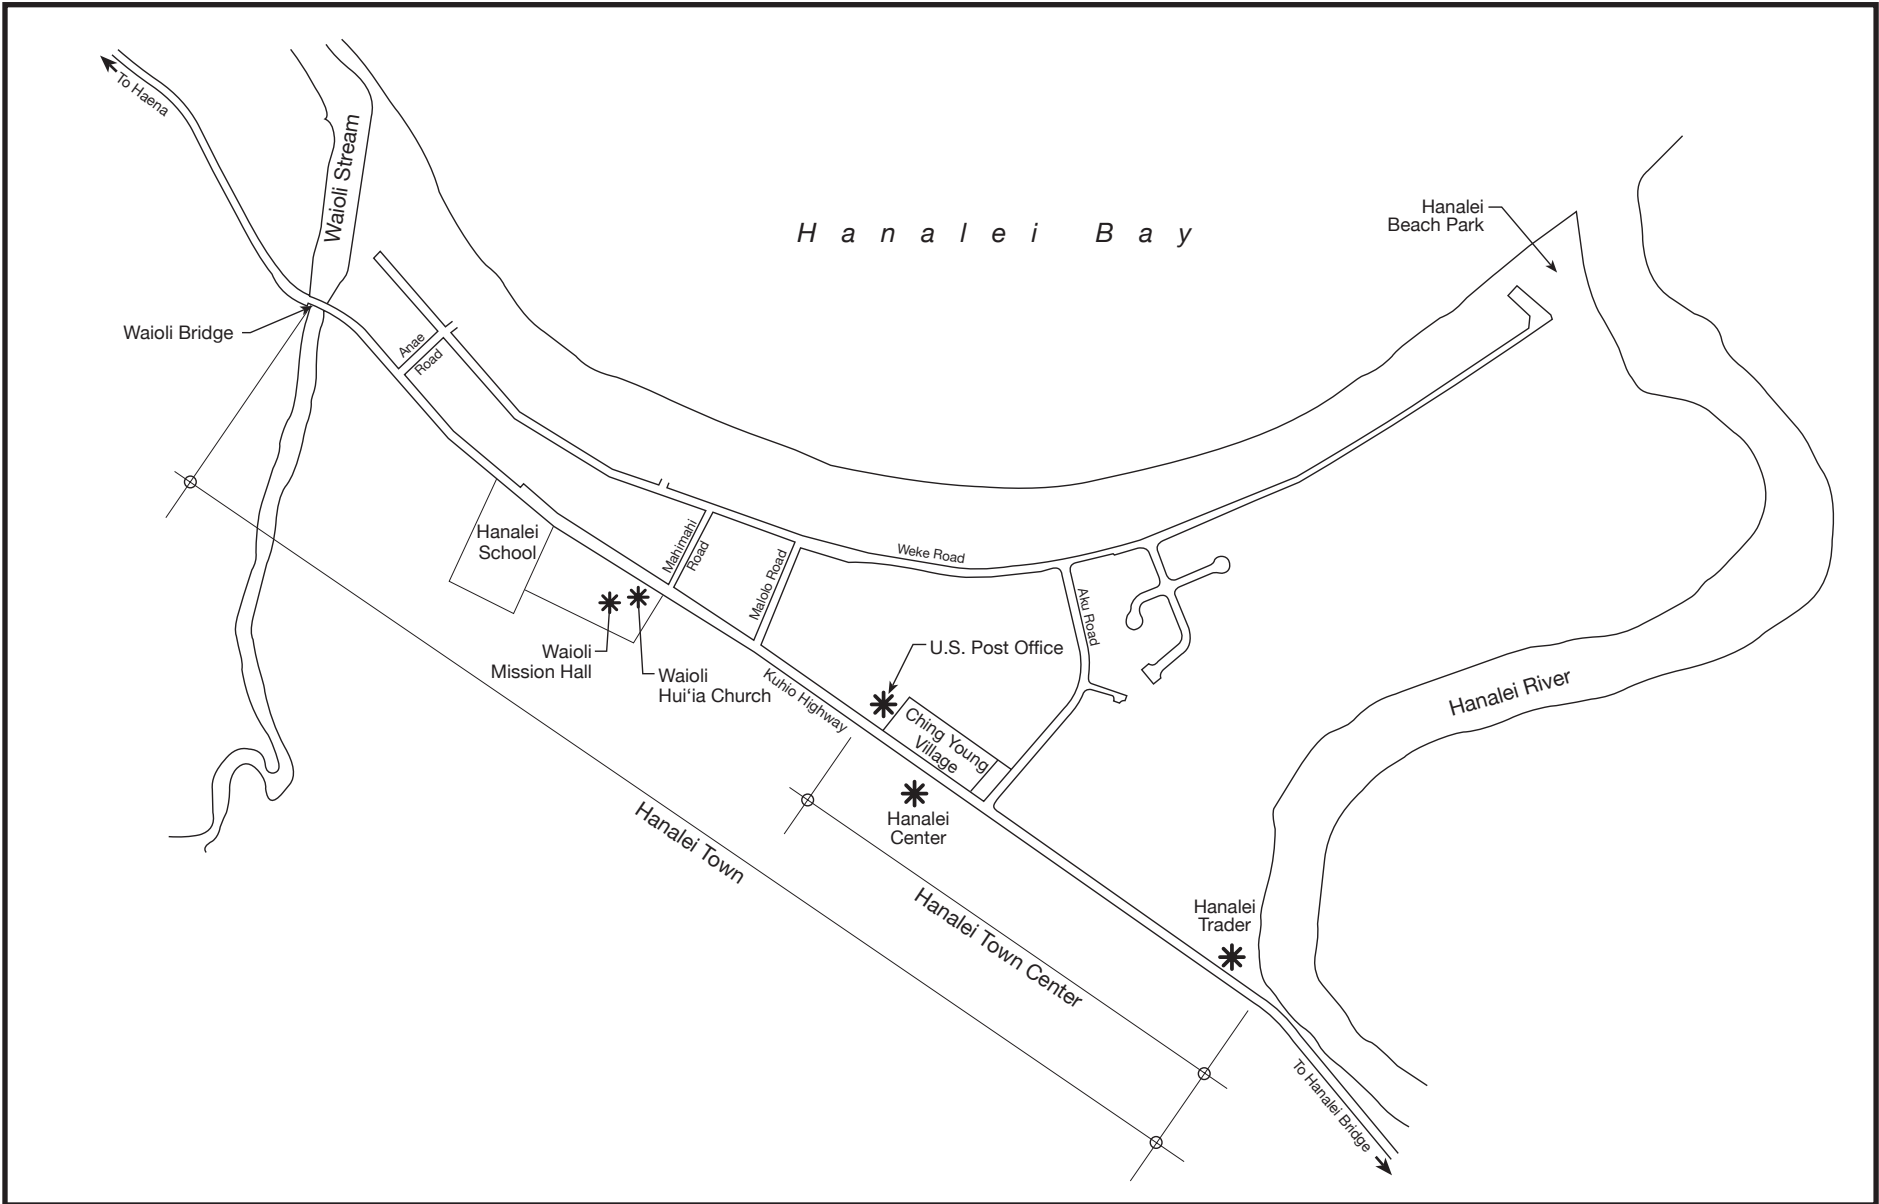 To Haena
Waioli Stream
Hanalei Bay
Hanalei
Beach Park
Waioli Bridge
Anae
Road
Hanalei
School
Mahimahi
Road
Malolo Road
Weke Road
Aku Road
Waioli
Mission Hall
Waioli
Hui‘ia Church
U.S. Post Office
Kuhio Highway
Ching Young
Village
Hanalei River
Hanalei
Center
Hanalei Town
Hanalei Town Center
Hanalei
Trader
To Hanalei Bridge